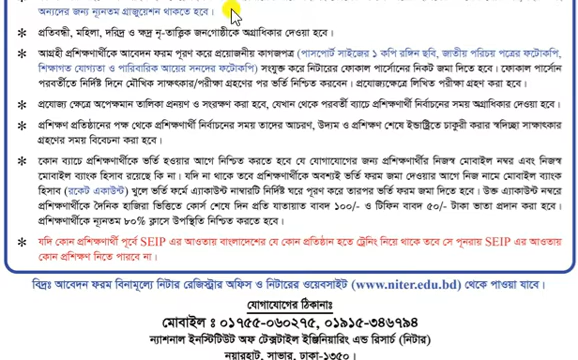 অন্যদের জন্য ন্যূনতম গ্রাজুয়েশন থাকতে হবে।
* প্রতিবন্ধী, মহিলা, দরিদ্র ও ক্ষদ্র নৃ-তাত্ত্বিক জনগোষ্ঠীকে অগ্রাধিকার দেওয়া হবে।
* আগ্রহী প্রশিক্ষণার্থীকে আবেদন ফরম পূরণ করে প্রয়োজনীয় কাগজপত্র (পাসপোর্ট সাইজের ১ কপি রঙ্গিন ছবি, জাতীয় পরিচয় পত্রের ফটোকপি,
শিক্ষাগত যোগ্যতা ও পারিবারিক আয়ের সনদের ফটোকপি) সংযুক্ত করে নিটারের ফোকাল পার্সোনের নিকট জমা দিতে হবে। ফোকাল পার্সোন
পরবর্তীতে নির্দিষ্ট দিনে মৌখিক সাক্ষাৎকার/পরীক্ষা গ্রহণের পর ভর্তি নিশ্চিত করবেন। প্রযোজ্যক্ষেত্রে লিখিত পরীক্ষা গ্রহণ করা হবে।
* প্রযোজ্য ক্ষেত্রে অপেক্ষমান তালিকা প্রনয়ণ ও সংরক্ষণ করা হবে, যেখান থেকে পরবর্তী ব্যাচে প্রশিক্ষণার্থী নির্বাচনের সময় অগ্রাধিকার দেওয়া হবে।
* প্রশিক্ষণ প্রতিষ্ঠানের পক্ষ থেকে প্রশিক্ষণার্থী নির্বাচনের সময় তাদের আচরণ, উদ্যম ও প্রশিক্ষণ শেষে ইন্ডাষ্ট্রিতে চাকুরী করার স্বদিচ্ছা সাক্ষাৎকার
গ্রহণের সময় বিবেচনা করা হবে।
* কোন ব্যাচে প্রশিক্ষণার্থীকে ভর্তি হওয়ার আগে নিশ্চিত করতে হবে যে যোগাযোগের জন্য প্রশিক্ষণার্থীর নিজস্ব মোবাইল নম্বর এবং নিজস্ব
মোবাইল ব্যাংক হিসাব রয়েছে কি না। যদি না থাকে তবে প্রশিক্ষণার্থীকে অবশ্যই ভর্তি ফরম জমা দেওয়ার আগে নিজ নামে মোবাইল ব্যাংক
হিসাব (রকেট একাউন্ট) খুলে ভর্তি ফর্মে এ্যাকাউন্ট নাম্বারটি নির্দিষ্ট ঘরে পূরণ করে তারপর ভর্তি ফরম জমা দিতে হবে। উক্ত এ্যাকাউন্ট নম্বরে
প্রশিক্ষণার্থীকে দৈনিক হাজিরা ভিত্তিতে কোর্স শেষে দিন প্রতি যাতায়াত বাবদ ১০০/- ও টিফিন বাবদ ৫০/- টাকা ভাতা প্রদান করা হবে।
প্রশিক্ষণার্থীকে ন্যূনতম ৮০% ক্লাসে উপস্থিতি নিশ্চিত করতে হবে।
* যদি কোন প্রশিক্ষণার্থী পূর্বে SEIP এর আওতায় বাংলাদেশের যে কোন প্রতিষ্ঠান হতে ট্রেনিং নিয়ে থাকে তবে সে পূনরায় SEIP এর আওতায়
কোন প্রশিক্ষণ নিতে পারবে না।
বিদ্রঃ আবেদন ফরম বিনামূল্যে নিটার রেজিস্ট্রার অফিস ও নিটারের ওয়েবসাইট (www.niter.edu.bd) থেকে পাওয়া যাবে।
যোগাযোগের ঠিকানাঃ
মোবাইল : ০১৭৫৫-০৬০২৭৫, ০১৯১৫-৩৪৬৭৯৪
ন্যাশনাল ইনস্টিটিউট অফ টেক্সটাইল ইঞ্জিনিয়ারিং এন্ড রিসার্চ (নিটার)
নয়ারহাট, সাভার, ঢাকা-১৩৫০।